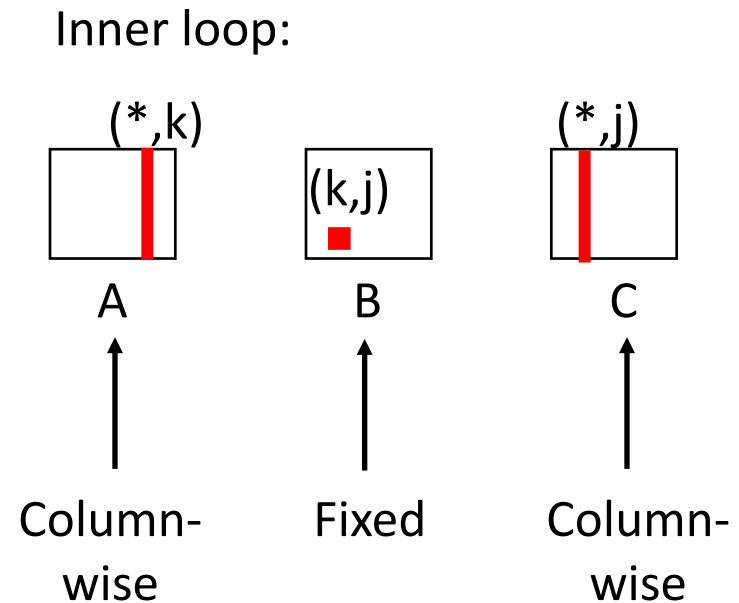 Inner loop:
(*,k)
(k,j)
(*,j)
A
B
C
Column-
wise
Fixed
Column-
wise